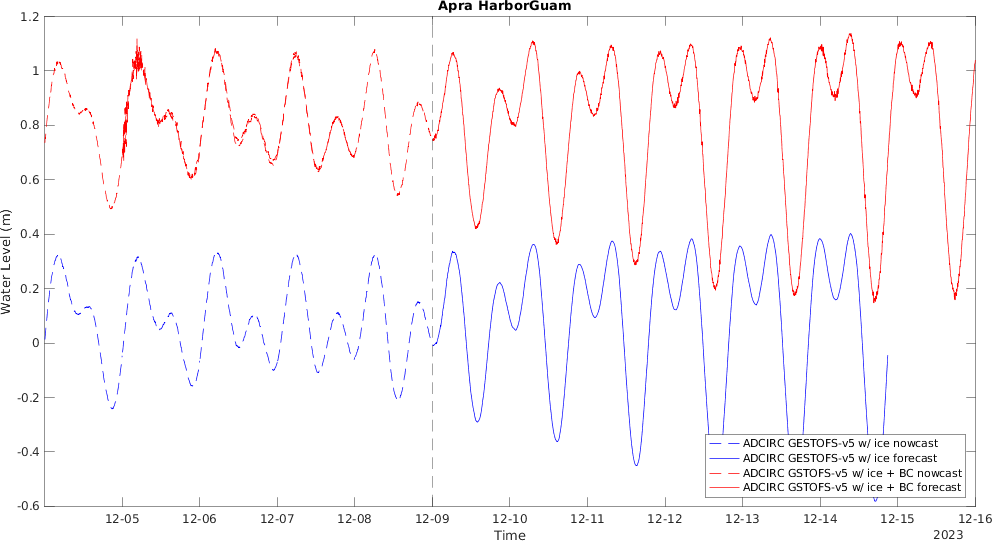 Apra HarborGuam
1.2
1
0.8
0.6
0.4
0.2
0
-0.2
-0.4
-0.6
Water Level (m)
ADCIRC GESTOFS-v5 w/ ice nowcast
ADCIRC GESTOFS-v5 w/ ice forecast
ADCIRC GSTOFS-v5 w/ ice + BC nowcast
ADCIRC GSTOFS-v5 w/ ice + BC forecast
12-05 12-06 12-07 12-08 12-09 12-10 12-11 12-12 12-13 12-14 12-15 12-16
Time
2023